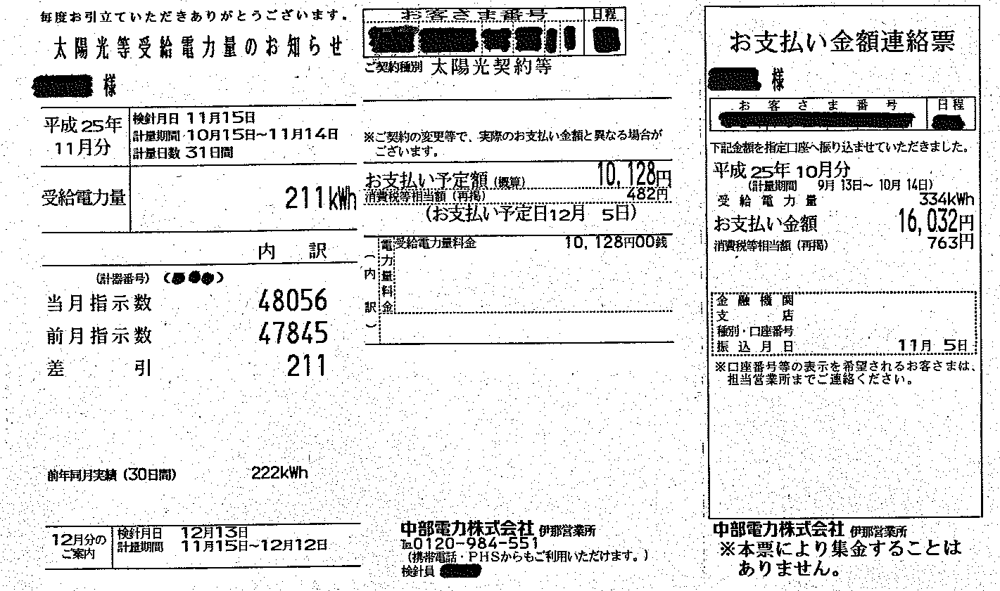 毎度お引立ていただきありがとうございます。
太陽光等受給電力量のお知らせ
様
平成25年
11月分
検針月日 11月15日
計量期間 10月15日～11月14日
計量日数 31日間
受給電力量 211kWh
内 訳
(計器番号) ( )
当月指示数 48056
前月指示数 47845
差 引 211
前年同月実績 (30日間) 222kWh
12月分の
ご案内
検針月日 12月13日
計量期間 11月15日～12月12日
お客さま番号 日程
ご契約種別 太陽光契約等
※ご契約の変更等で、実際のお支払い金額と異なる場合が
ございます。
お支払い予定額 (概算) 10,128円
消費税等相当額 (再掲) 482円
(お支払い予定日12月 5日)
(内訳)
電力量料金
受給電力量料金 10,128円00銭
中部電力株式会社 伊那営業所
℡0120-984-551
(携帯電話・PHSからもご利用いただけます。)
検針員
お支払い金額連絡票
様
お客さま番号 日程
下記金額を指定口座へ振り込ませていただきました。
平成 25年 10月分
(計量期間 9月 13日～ 10月 14日)
受給電力量 334kWh
お支払い金額 16,032円
消費税等相当額 (再掲) 763円
金融機関
支店
種別・口座番号
振込月日 11月 5日
※口座番号等の表示を希望されるお客さまは、
担当営業所までご連絡ください。
中部電力株式会社 伊那営業所
※本票により集金することは
ありません。